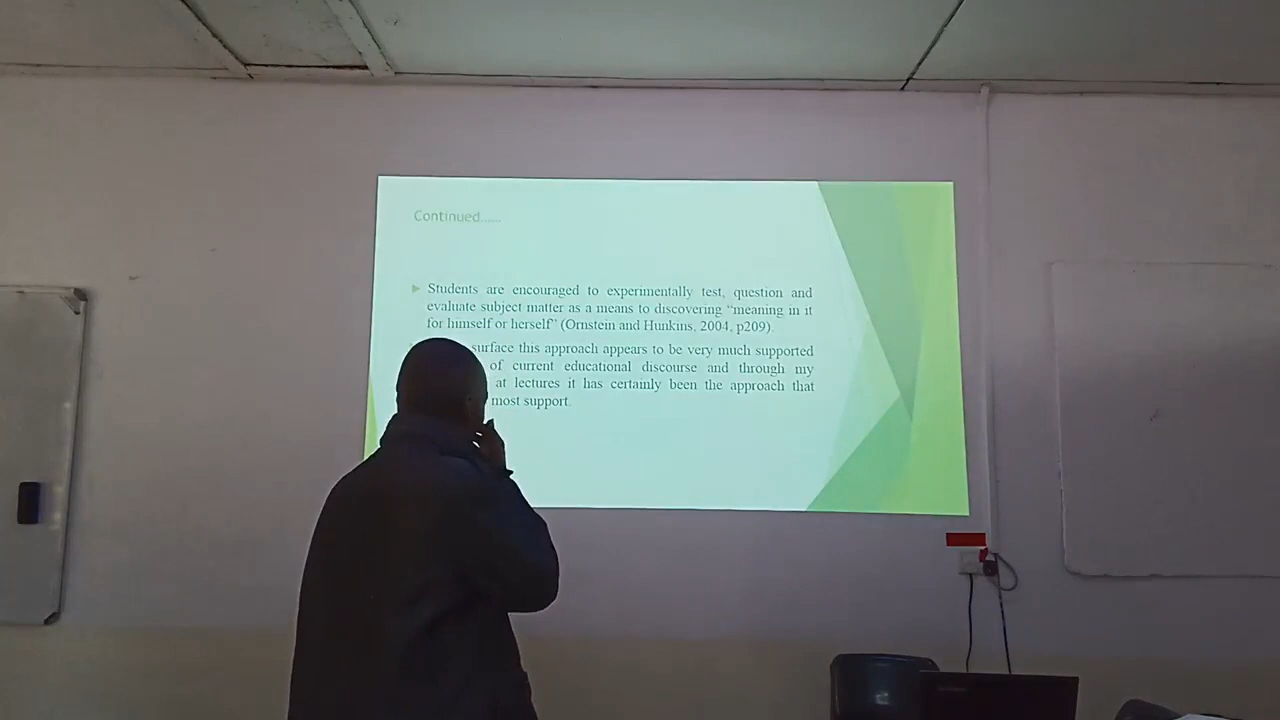 Continued......
Students are encouraged to experimentally test, question and
evaluate subject matter as a means to discovering “meaning in it
for himself or herself” (Ornstein and Hunkins, 2004, p209).
surface this approach appears to be very much supported
of current educational discourse and through my
at lectures it has certainly been the approach that
most support.